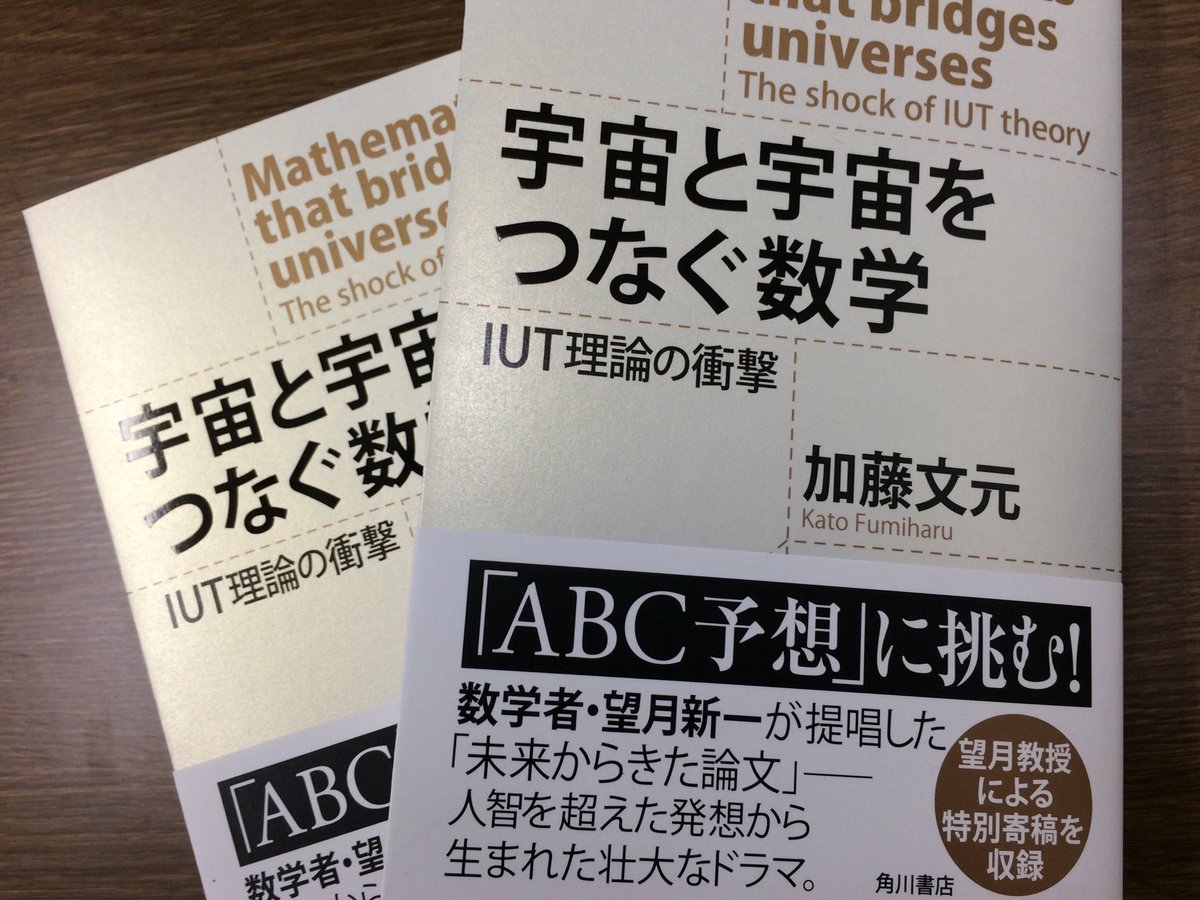 that bridges
universes
The shock of IUT theory
宇宙と宇宙を
つなぐ数学
IUT理論の衝撃
加藤文元
Kato Fumiharu
「ABC予想」に挑む!
数学者・望月新一が提唱した
「未来からきた論文」――
人智を超えた発想から
生まれた壮大なドラマ。
望月教授
による
特別寄稿を
収録
角川書店
Mathemat
that brid
universe
The shock of
宇宙と宇宙
つなぐ数
IUT理論の衝撃
「ABC
数学者・望
から